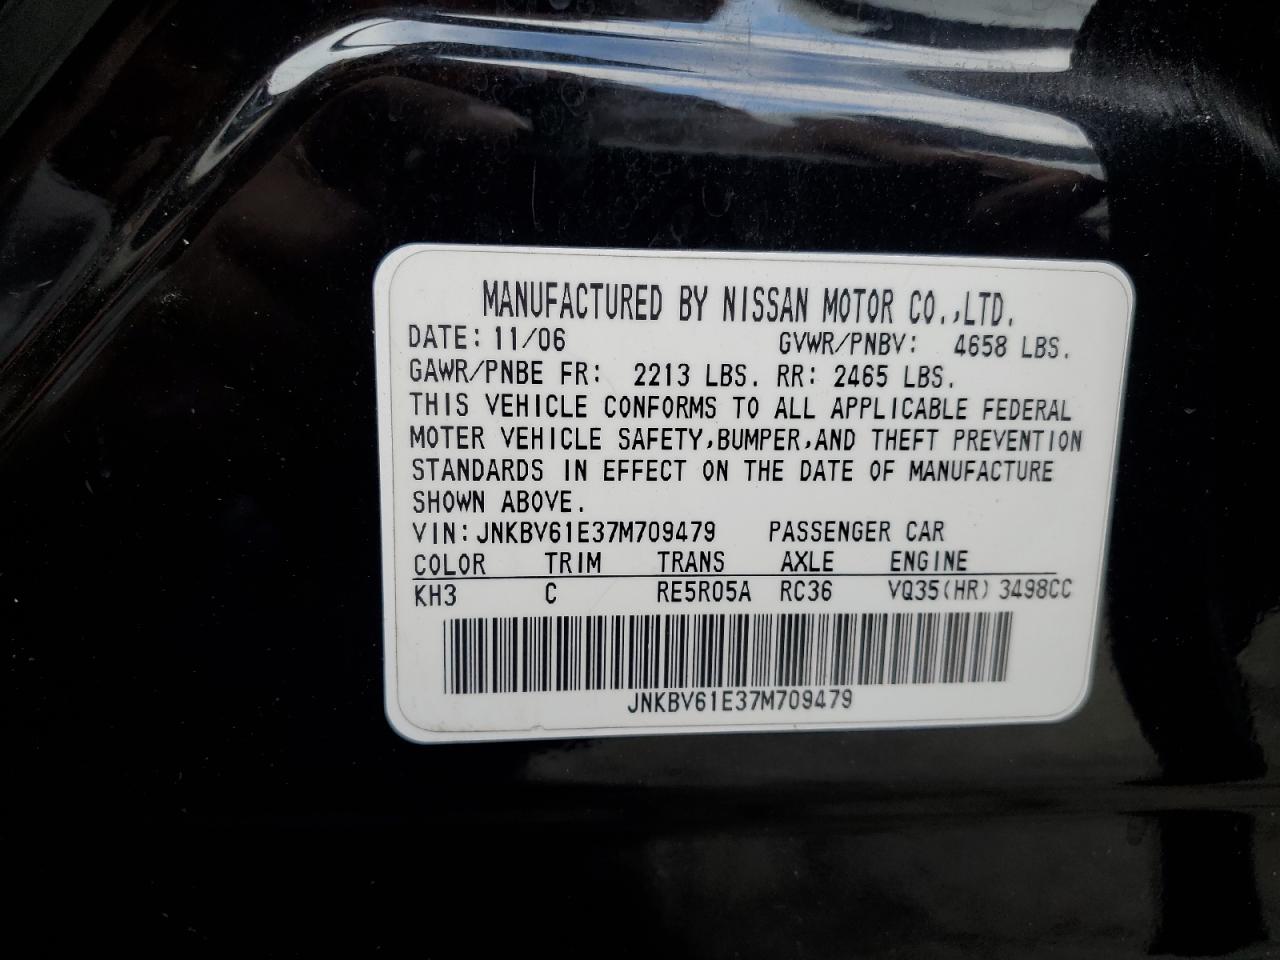 MANUFACTURED BY NISSAN MOTOR CO.,LTD.
DATE: 11/06 GVWR/PNBV: 4658 LBS.
GAWR/PNBE FR: 2213 LBS. RR: 2465 LBS.
THIS VEHICLE CONFORMS TO ALL APPLICABLE FEDERAL
MOTER VEHICLE SAFETY,BUMPER,AND THEFT PREVENTION
STANDARDS IN EFFECT ON THE DATE OF MANUFACTURE
SHOWN ABOVE.
VIN: JNKBV61E37M709479 PASSENGER CAR
COLOR TRIM TRANS AXLE ENGINE
KH3 C RE5R05A RC36 VQ35(HR) 3498CC
JNKBV61E37M709479